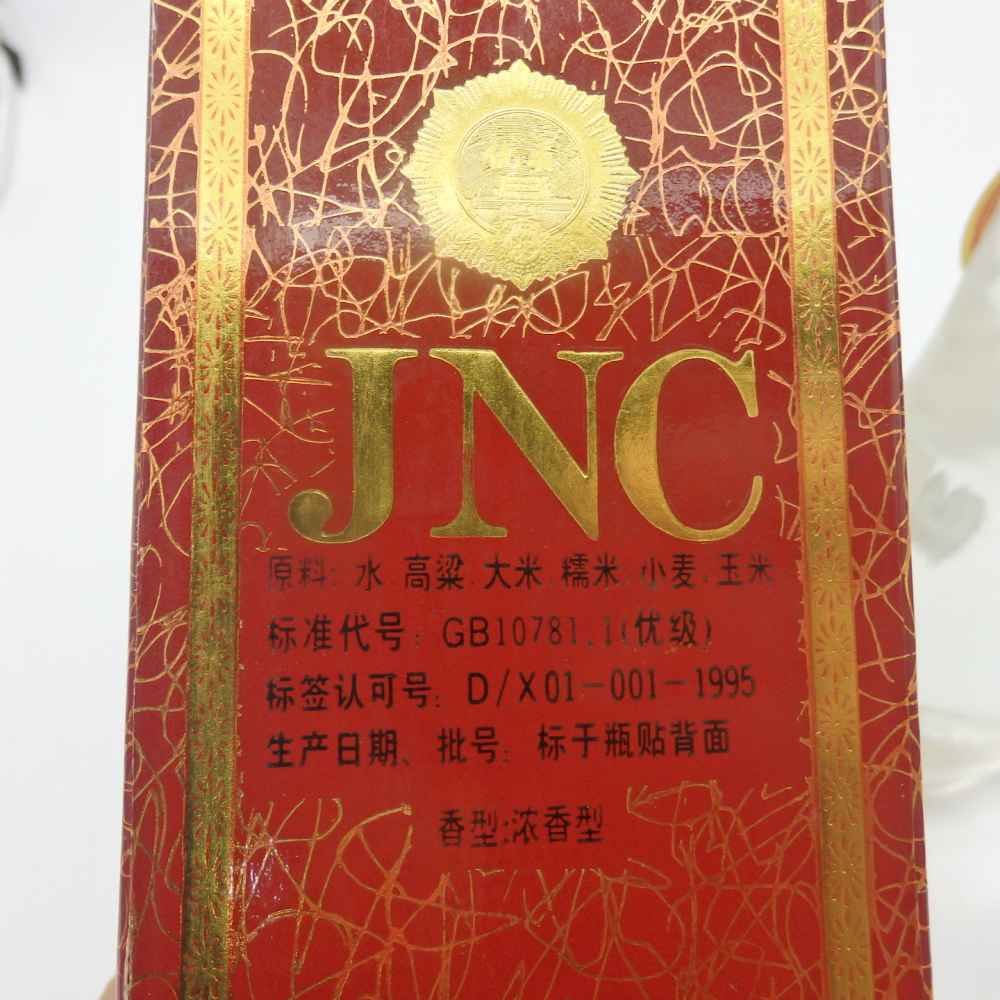 JNC
原料: 水 高粱 大米 糯米 小麦 玉米
标准代号: GB10781.1(优级)
标签认可号: D/X01-001-1995
生产日期、批号: 标于瓶贴背面
香型:浓香型